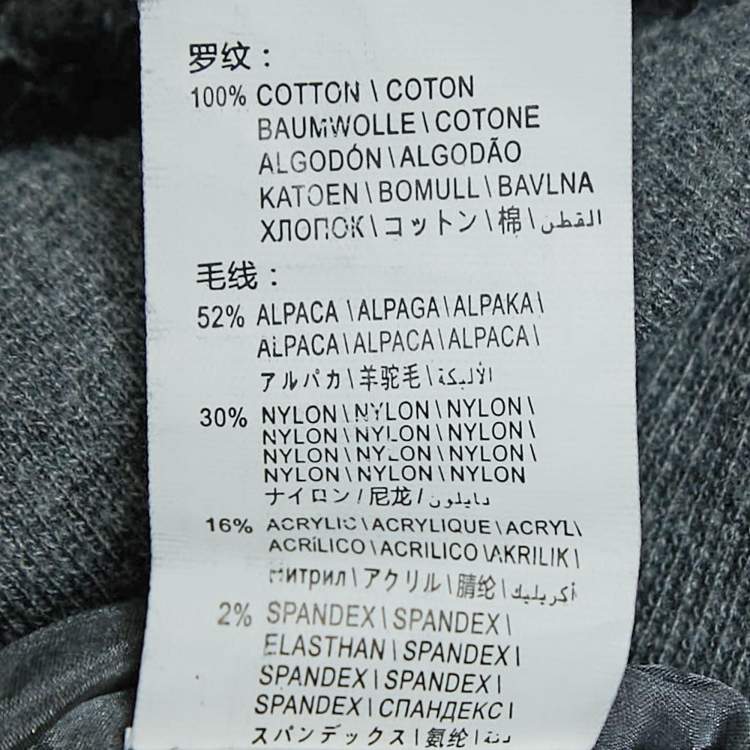 罗纹：
100% COTTON \ COTON
BAUMWOLLE \ COTONE
ALGODÓN \ ALGODÃO
KATOEN \ BOMULL \ BAVLNA
ХЛОПОК \ コットン \ 棉 \ القطن
毛线：
52% ALPACA \ ALPAGA \ ALPAKA \
ALPACA \ ALPACA \ ALPACA \
アルパカ \ 羊驼毛 \ الألبكة
30% NYLON \ NYLON \ NYLON \
NYLON \ NYLON \ NYLON \
NYLON \ NYLON \ NYLON \
NYLON \ NYLON \ NYLON
ナイロン / 尼龙 / نايلون
16% ACRYLIC \ ACRYLIQUE \ ACRYL \
ACRÍLICO \ ACRILICO \ AKRILIK \
нитрил \ アクリル \ 腈纶 \ أكريليك
2% SPANDEX \ SPANDEX \
ELASTHAN \ SPANDEX \
SPANDEX \ SPANDEX \
SPANDEX \ СПАНДЕКС \
スパンデックス \ 氨纶 \